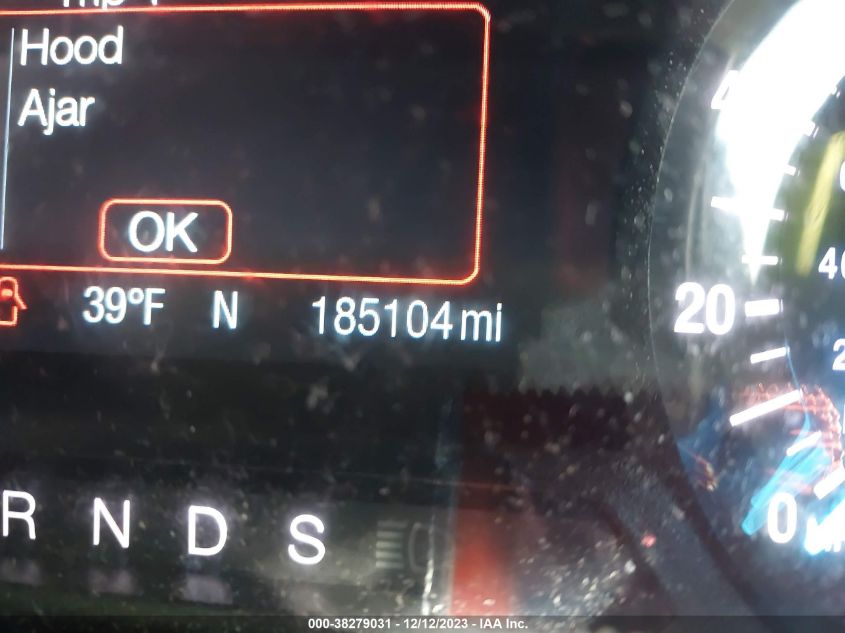 Hood
Ajar
OK
39°F N 185104 mi
20
0
R N D S
000-38279031 - 12/12/2023 - IAA Inc.